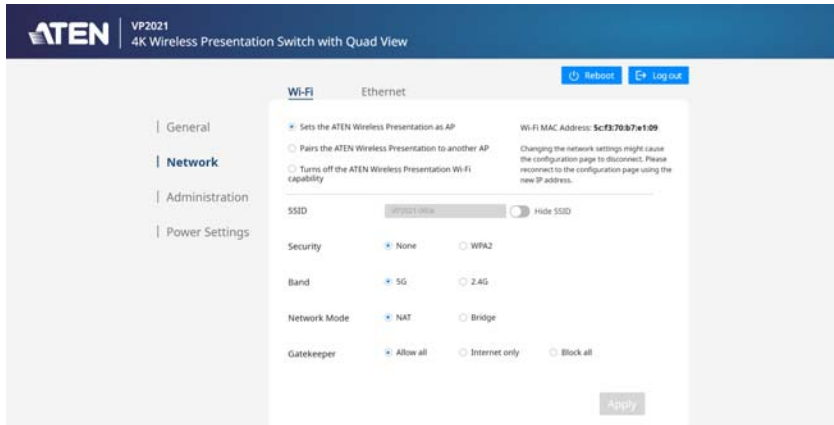 ATEN
VP2021
4K Wireless Presentation Switch with Quad View
Reboot
Log out
Wi-Fi
Ethernet
General
Network
Administration
Power Settings
Sets the ATEN Wireless Presentation as AP
Pairs the ATEN Wireless Presentation to another AP
Turns off the ATEN Wireless Presentation Wi-Fi
capability
Wi-Fi MAC Address: 5c:f3:70:b7:e1:09
Changing the network settings might cause
the configuration page to disconnect. Please
reconnect to the configuration page using the
new IP address.
SSID
Hide SSID
Security
None
WPA2
Band
5G
2.4G
Network Mode
NAT
Bridge
Gatekeeper
Allow all
Internet only
Block all
Apply